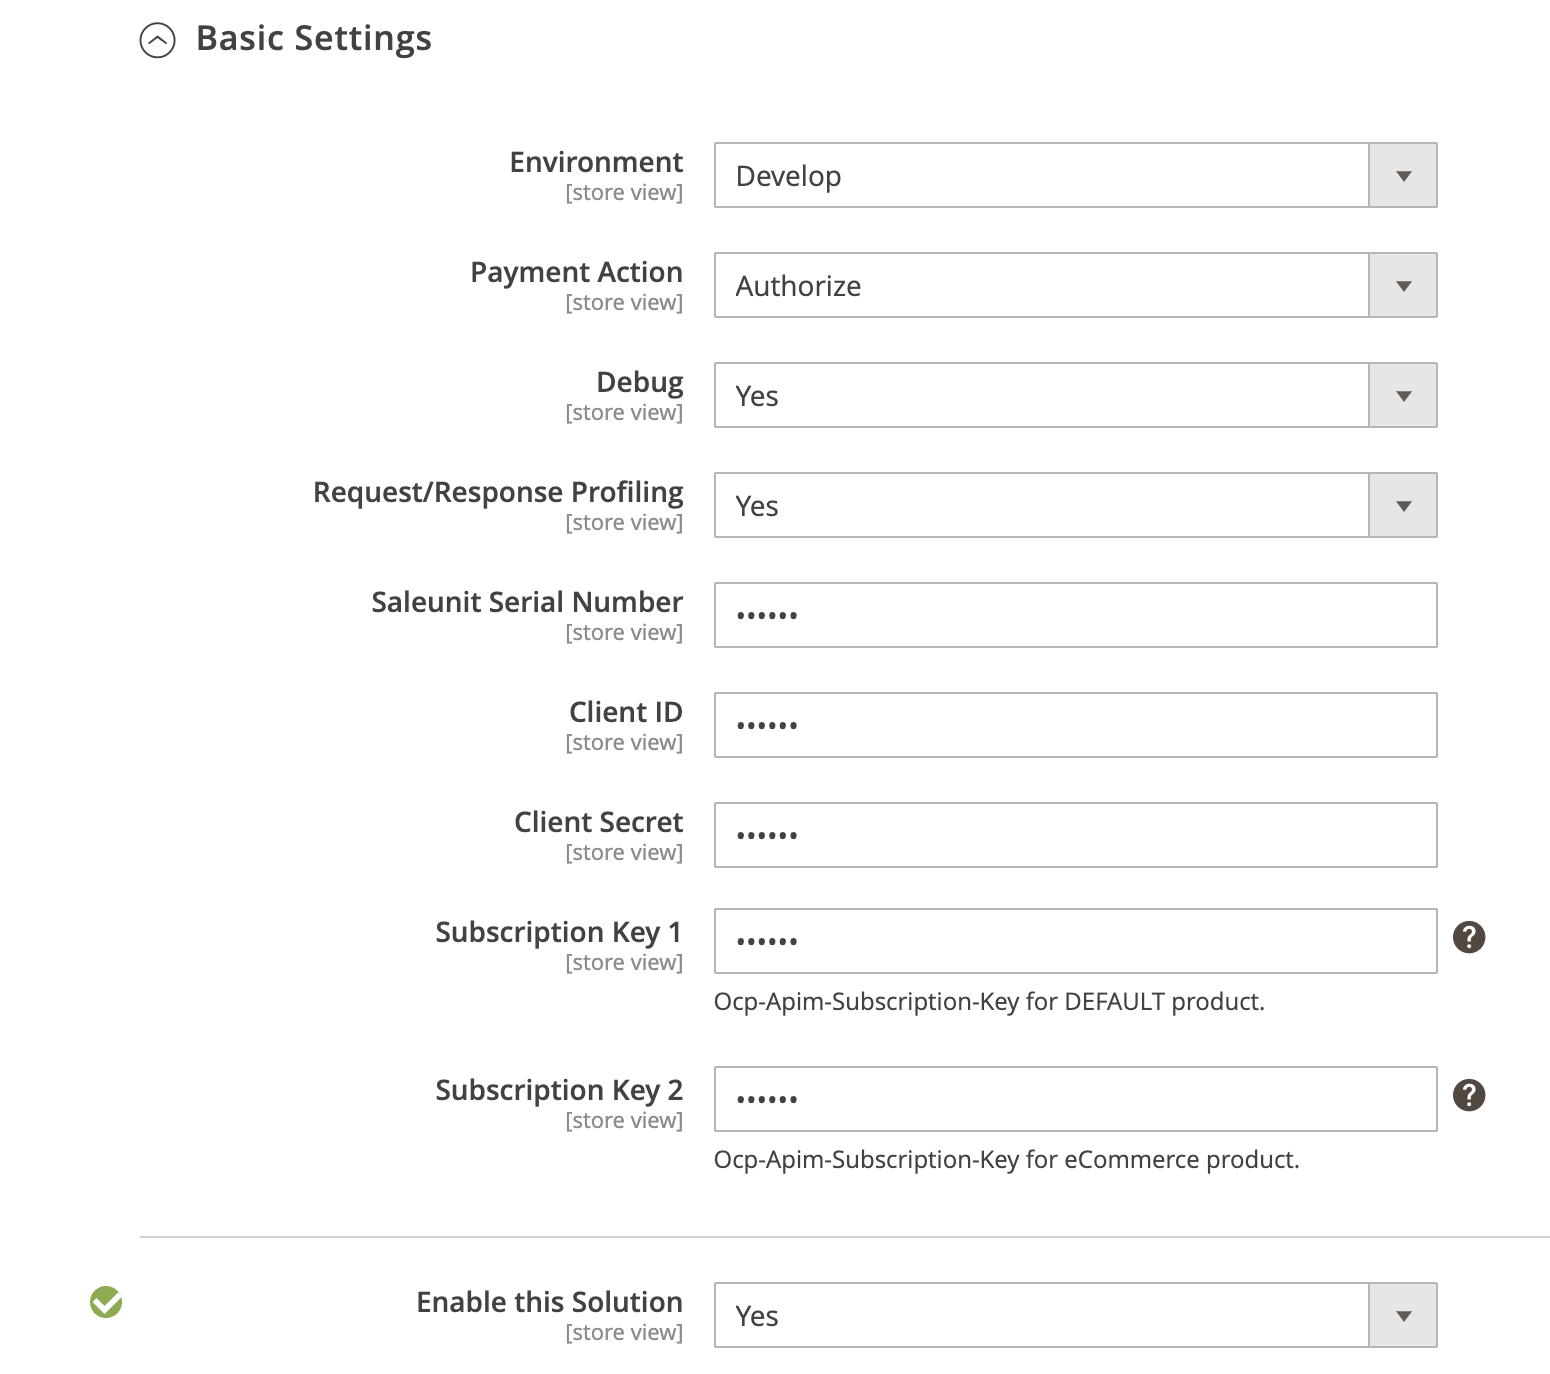 Basic Settings
Environment
[store view]
Develop
Payment Action
[store view]
Authorize
Debug
[store view]
Yes
Request/Response Profiling
[store view]
Yes
Saleunit Serial Number
[store view]
••••••
Client ID
[store view]
••••••
Client Secret
[store view]
••••••
Subscription Key 1
[store view]
••••••
?
Ocp-Apim-Subscription-Key for DEFAULT product.
Subscription Key 2
[store view]
••••••
?
Ocp-Apim-Subscription-Key for eCommerce product.
Enable this Solution
[store view]
Yes